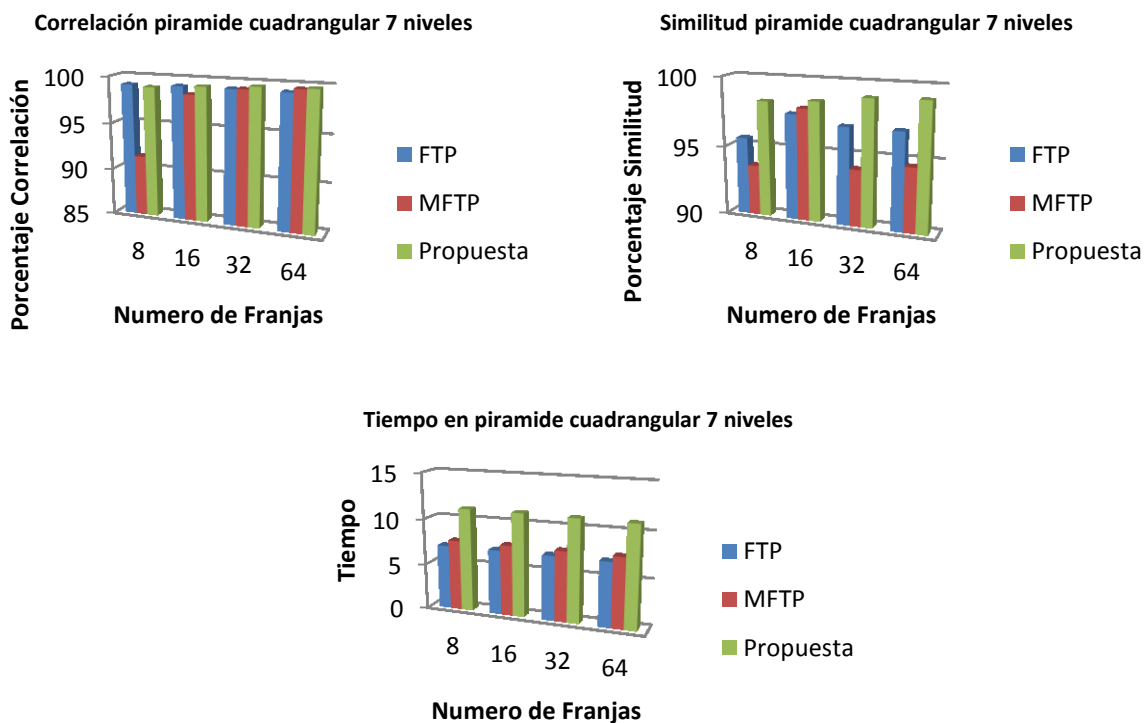 Correlación piramide cuadrangular 7 niveles
Porcentaje Correlación
100
95
90
85
8
16
32
64
Numero de Franjas
FTP
MFTP
Propuesta
Similitud piramide cuadrangular 7 niveles
Porcentaje Similitud
100
95
90
8
16
32
64
Numero de Franjas
FTP
MFTP
Propuesta
Tiempo en piramide cuadrangular 7 niveles
Tiempo
15
10
5
0
8
16
32
64
Numero de Franjas
FTP
MFTP
Propuesta